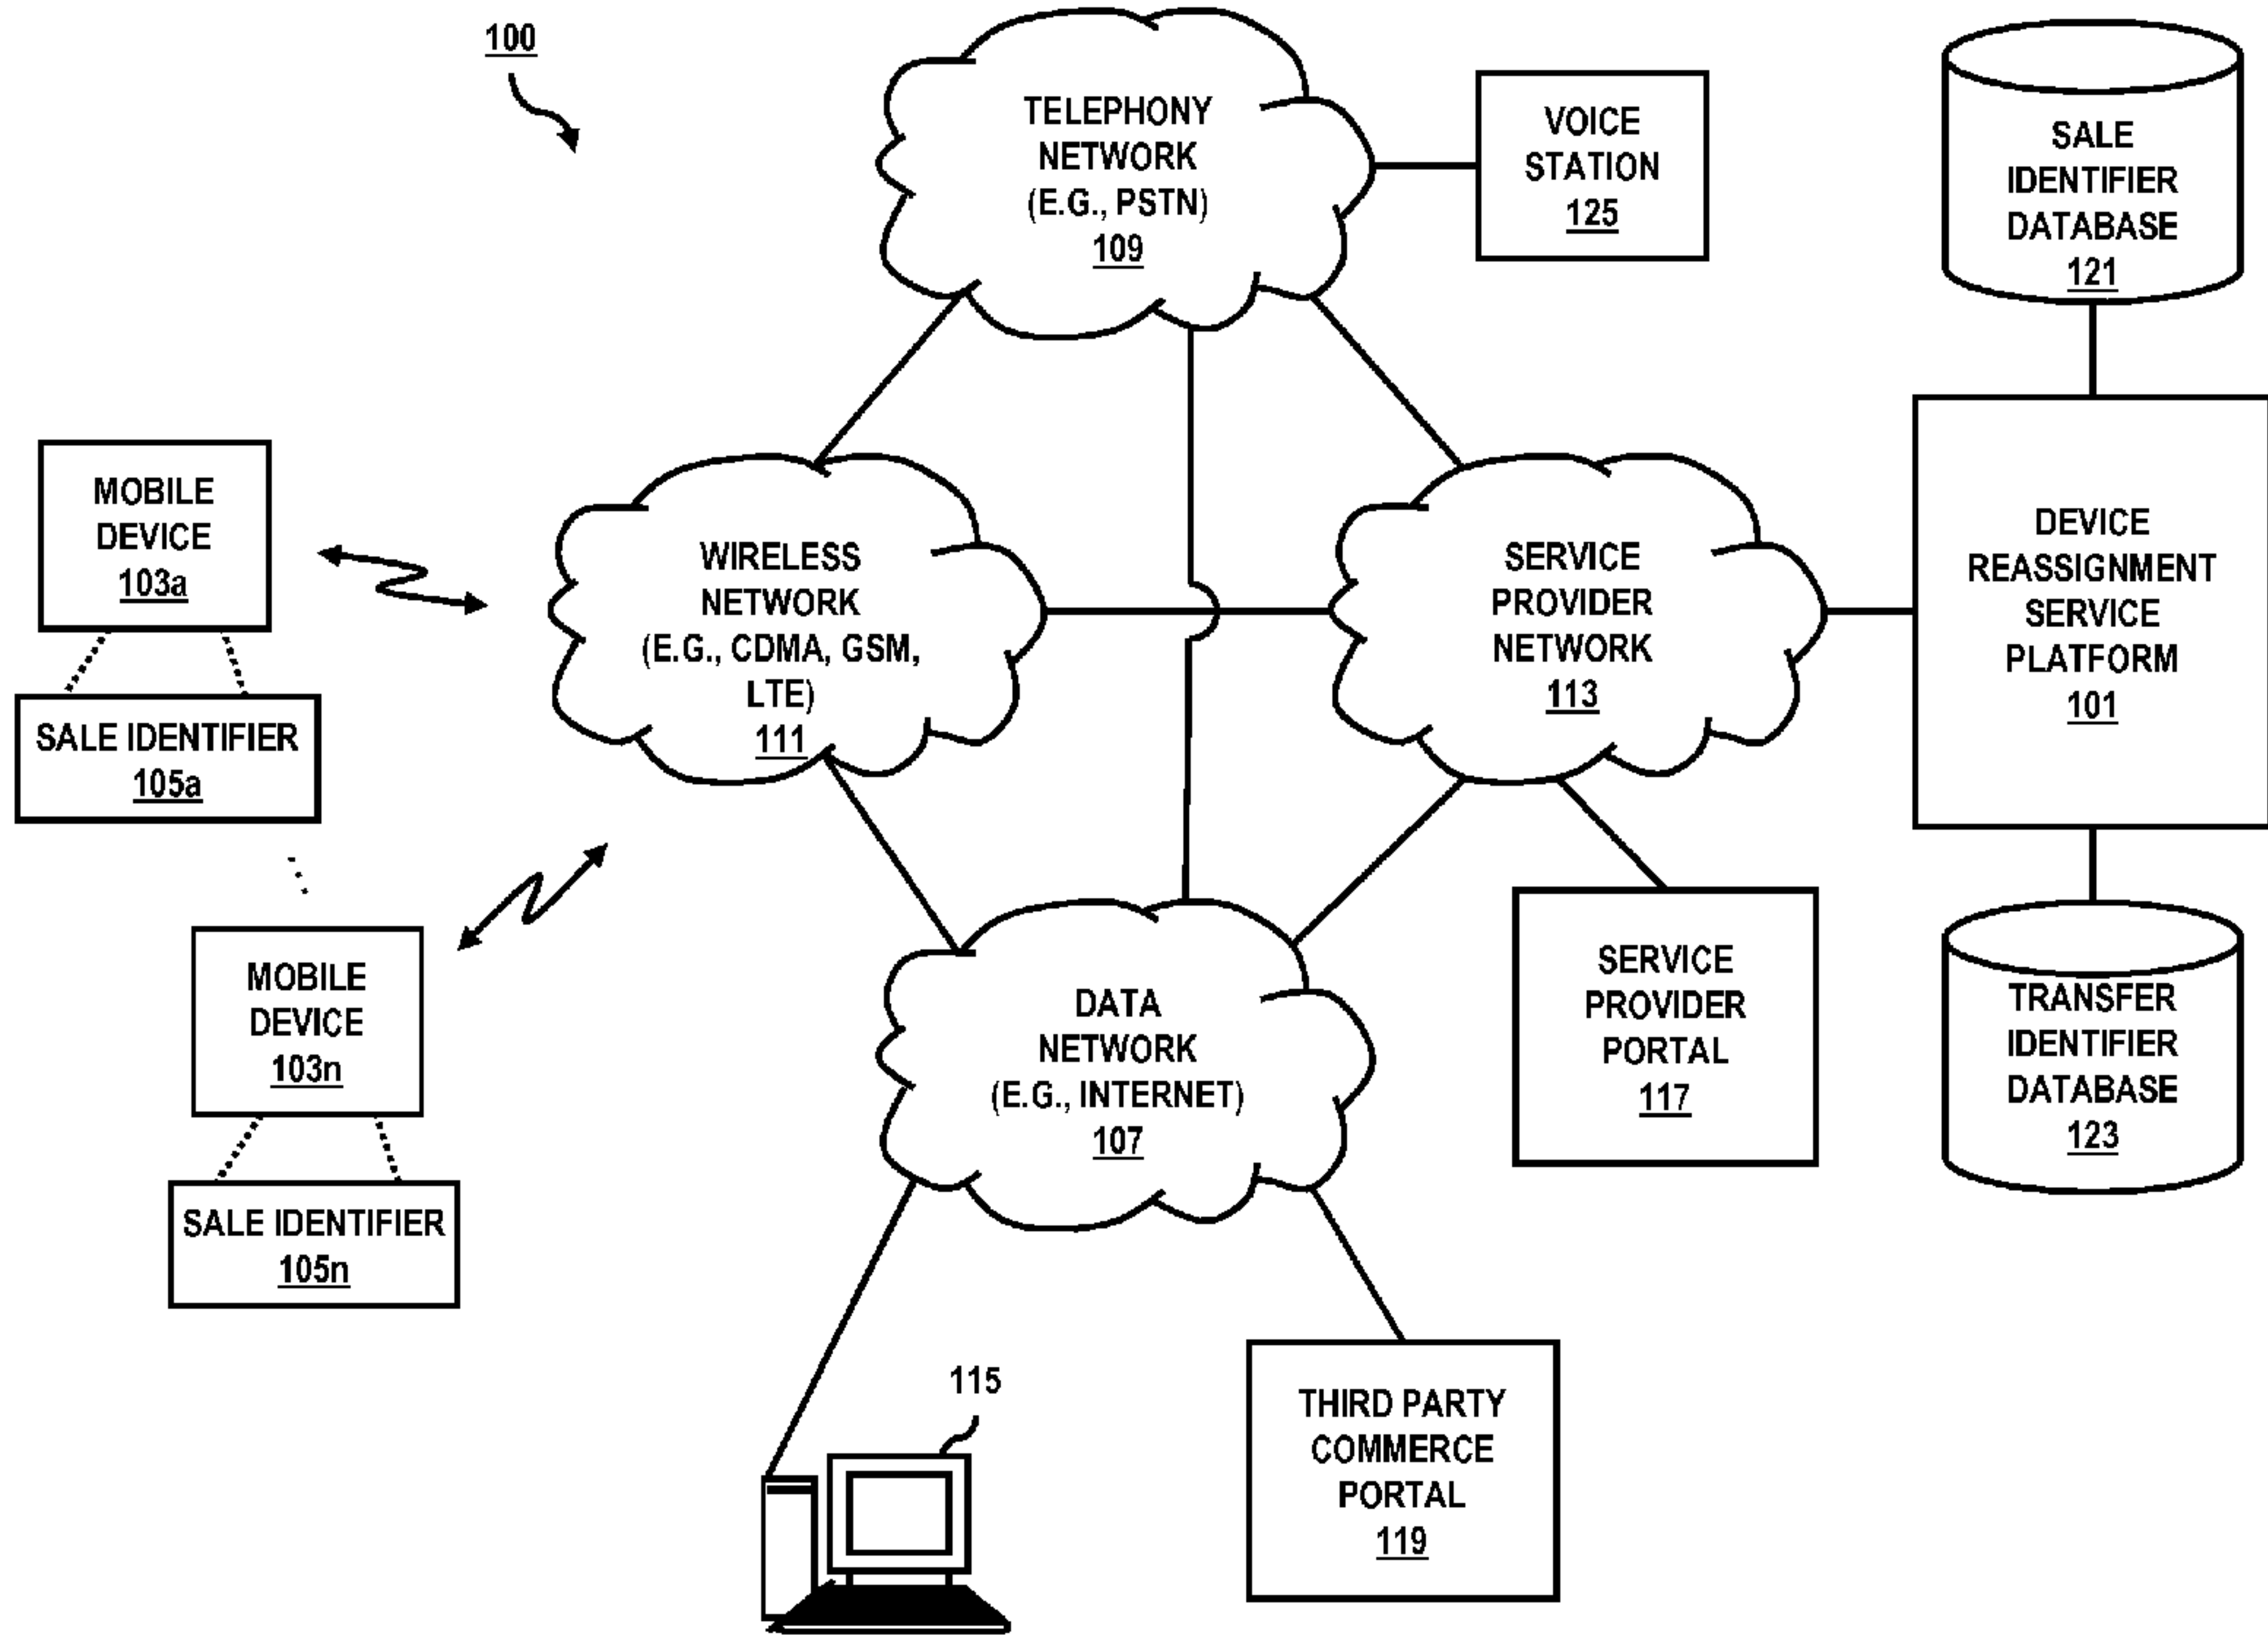 100
TELEPHONY
NETWORK
(E.G., PSTN)
109
VOICE
STATION
125
SALE
IDENTIFIER
DATABASE
121
MOBILE
DEVICE
103a
SALE IDENTIFIER
105a
WIRELESS
NETWORK
(E.G., CDMA, GSM,
LTE)
111
SERVICE
PROVIDER
NETWORK
113
DEVICE
REASSIGNMENT
SERVICE
PLATFORM
101
MOBILE
DEVICE
103n
SALE IDENTIFIER
105n
DATA
NETWORK
(E.G., INTERNET)
107
SERVICE
PROVIDER
PORTAL
117
TRANSFER
IDENTIFIER
DATABASE
123
115
THIRD PARTY
COMMERCE
PORTAL
119